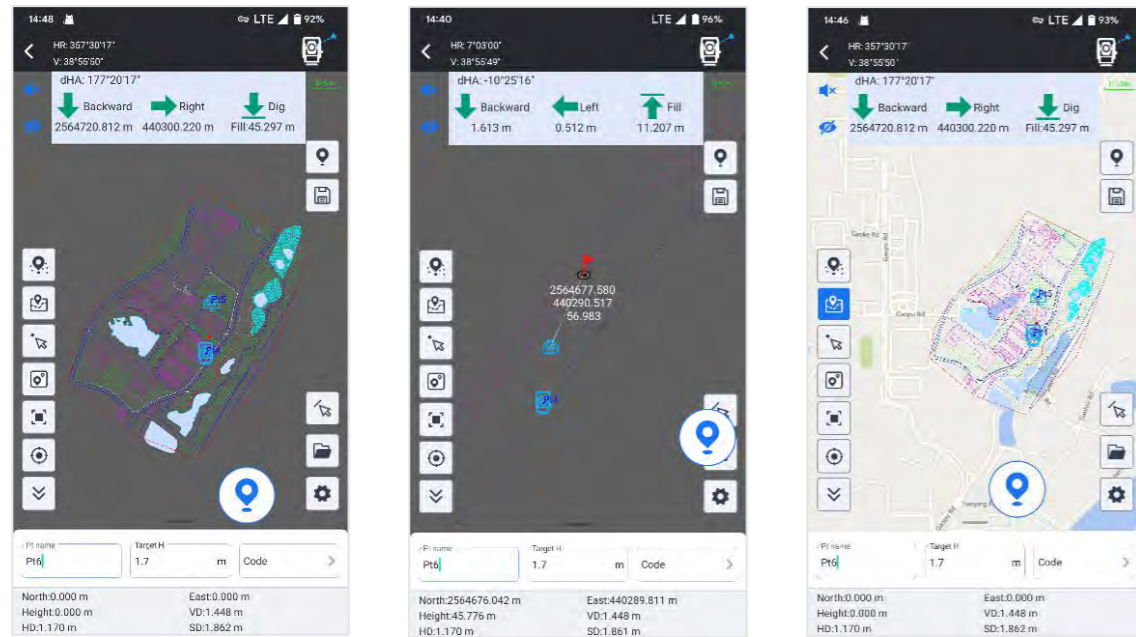 14:48
LTE 92%
HR: 357°30'17"
V: 38°55'50"
dHA: 177°20'17"
Backward
Right
Dig
2564720.812 m
440300.220 m
Fill:45.297 m
Pt5
Pt name
Pt6
Target H
1.7 m
Code
North:0.000 m
East:0.000 m
Height:0.000 m
VD:1.448 m
HD:1.170 m
SD:1.862 m
14:40
LTE 96%
HR: 7°03'00"
V: 38°55'49"
dHA: -10°25'16"
Backward
Left
Fill
1.613 m
0.512 m
11.207 m
2564677.580
440290.517
56.983
Pt name
Pt6
Target H
1.7 m
Code
North:2564676.042 m
East:440289.811 m
Height:45.776 m
VD:1.448 m
HD:1.170 m
SD:1.861 m
14:46
LTE 93%
HR: 357°30'17"
V: 38°55'50"
dHA: 177°20'17"
Backward
Right
Dig
2564720.812 m
440300.220 m
Fill:45.297 m
Gaoke Rd
Gaopu Rd
Pt5
Pt name
Pt6
Target H
1.7 m
Code
North:0.000 m
East:0.000 m
Height:0.000 m
VD:1.448 m
HD:1.170 m
SD:1.862 m